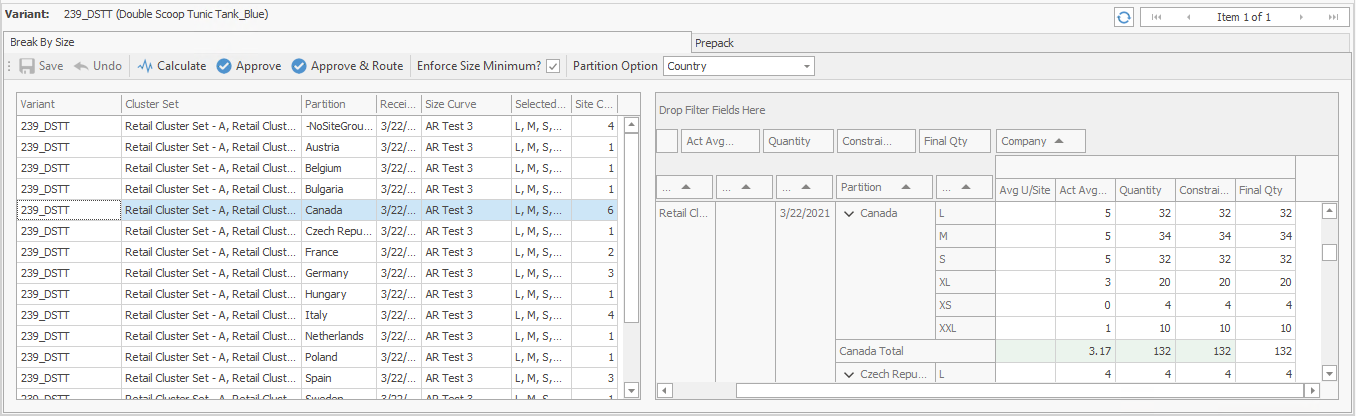 Variant: 239_DSTT (Double Scoop Tunic Tank_Blue) Item 1 of 1
Break By Size Prepack
Save Undo Calculate Approve Approve & Route Enforce Size Minimum? Partition Option Country
Variant Cluster Set Partition Recei... Size Curve Selected... Site C...
239_DSTT Retail Cluster Set - A, Retail Clust... -NoSiteGrou... 3/22/... AR Test 3 L, M, S,... 4
239_DSTT Retail Cluster Set - A, Retail Clust... Austria 3/22/... AR Test 3 L, M, S,... 1
239_DSTT Retail Cluster Set - A, Retail Clust... Belgium 3/22/... AR Test 3 L, M, S,... 1
239_DSTT Retail Cluster Set - A, Retail Clust... Bulgaria 3/22/... AR Test 3 L, M, S,... 1
239_DSTT Retail Cluster Set - A, Retail Clust... Canada 3/22/... AR Test 3 L, M, S,... 6
239_DSTT Retail Cluster Set - A, Retail Clust... Czech Repu... 3/22/... AR Test 3 L, M, S,... 1
239_DSTT Retail Cluster Set - A, Retail Clust... France 3/22/... AR Test 3 L, M, S,... 2
239_DSTT Retail Cluster Set - A, Retail Clust... Germany 3/22/... AR Test 3 L, M, S,... 3
239_DSTT Retail Cluster Set - A, Retail Clust... Hungary 3/22/... AR Test 3 L, M, S,... 1
239_DSTT Retail Cluster Set - A, Retail Clust... Italy 3/22/... AR Test 3 L, M, S,... 4
239_DSTT Retail Cluster Set - A, Retail Clust... Netherlands 3/22/... AR Test 3 L, M, S,... 1
239_DSTT Retail Cluster Set - A, Retail Clust... Poland 3/22/... AR Test 3 L, M, S,... 1
239_DSTT Retail Cluster Set - A, Retail Clust... Spain 3/22/... AR Test 3 L, M, S,... 3
239_DSTT Retail Cluster Set - A, Retail Clust... Sweden 3/22/... AR Test 3 L, M, S,... 1
Drop Filter Fields Here
Act Avg... Quantity Constrai... Final Qty Company
... ... ... Partition ... Avg U/Site Act Avg... Quantity Constrai... Final Qty
Retail Cl... 3/22/2021 Canada L 5 32 32 32
M 5 34 34 34
S 5 32 32 32
XL 3 20 20 20
XS 0 4 4 4
XXL 1 10 10 10
Canada Total 3.17 132 132 132
Czech Repu... L 4 4 4 4